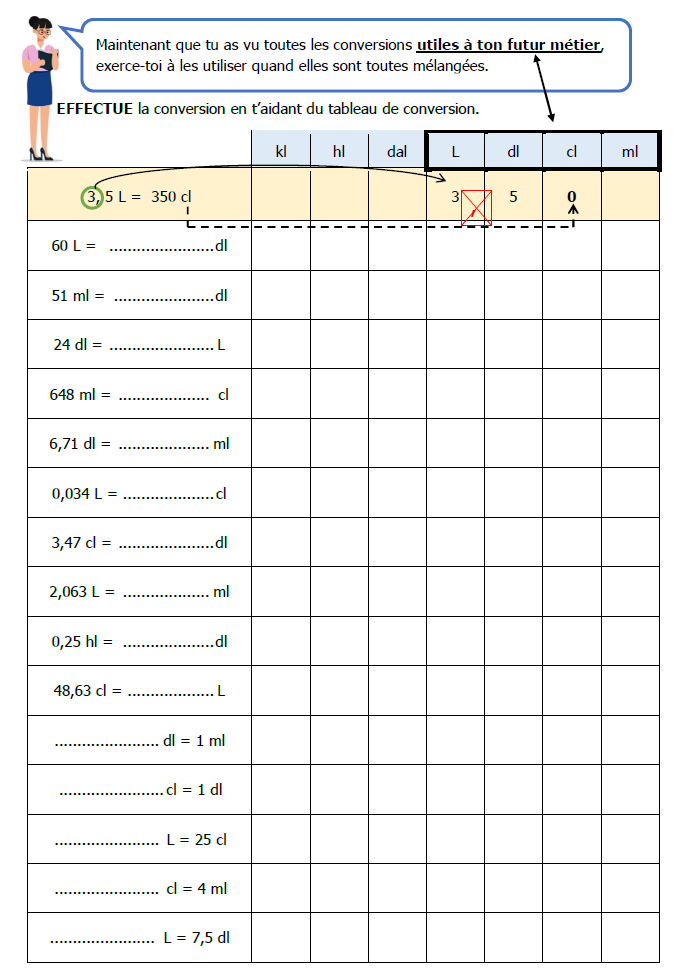 Maintenant que tu as vu toutes les conversions utiles à ton futur métier,
exerce-toi à les utiliser quand elles sont toutes mélangées.
EFFECTUE la conversion en t’aidant du tableau de conversion.
kl hl dal L dl cl ml
3, 5 L = 350 cl 3 , 5 0
60 L = .......................dl
51 ml = ......................dl
24 dl = ....................... L
648 ml = .................... cl
6,71 dl = .................... ml
0,034 L = ....................cl
3,47 cl = .....................dl
2,063 L = ................... ml
0,25 hl = ....................dl
48,63 cl = ................... L
....................... dl = 1 ml
.......................cl = 1 dl
....................... L = 25 cl
....................... cl = 4 ml
....................... L = 7,5 dl